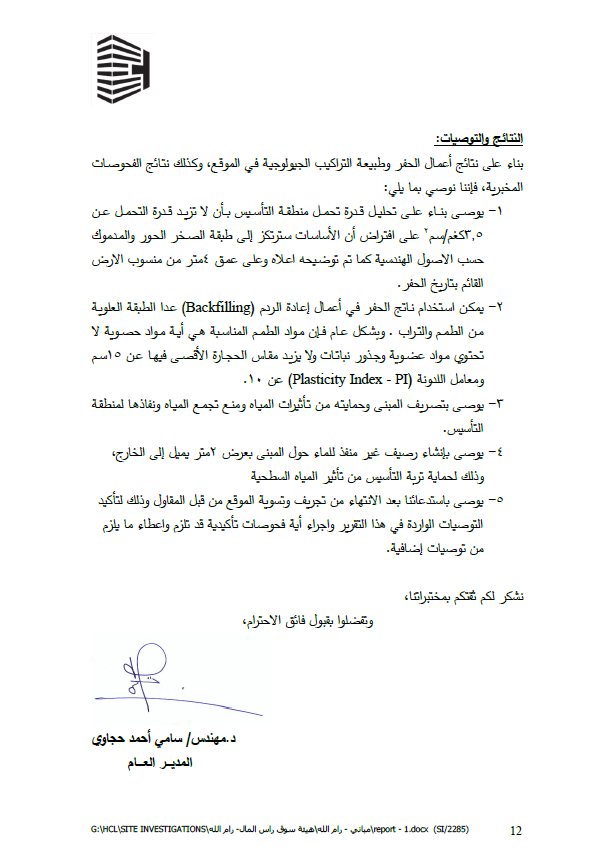 النتائج والتوصيات:
بناء على نتائج أعمال الحفر وطبيعة التراكيب الجيولوجية في الموقع، وكذلك نتائج الفحوصات
المخبرية، فإننا نوصي بما يلي:
١- يوصى بناء على تحليل قدرة تحمل منطقة التأسيس بأن لا تزيد قدرة التحمل عن
٣,٥كغم/سم٢ على افتراض أن الأساسات سترتكز إلى طبقة الصخر الحور والمدموك
حسب الاصول الهندسية كما تم توضيحه اعلاه وعلى عمق ٤متر من منسوب الارض
القائم بتاريخ الحفر.
٢- يمكن استخدام ناتج الحفر في أعمال إعادة الردم (Backfilling) عدا الطبقة العلوية
من الطمم والتراب . وبشكل عام فإن مواد الطمم المناسبة هي أية مواد حصوية لا
تحتوي مواد عضوية وجذور نباتات ولا يزيد مقاس الحجارة الأقصى فيها عن ١٥سم
ومعامل اللدونة (Plasticity Index - PI) عن ١٠.
٣- يوصى بتصريف المبنى وحمايته من تأثيرات المياه ومنع تجمع المياه ونفاذها لمنطقة
التأسيس.
٤- يوصى بإنشاء رصيف غير منفذ للماء حول المبنى بعرض ٢متر يميل إلى الخارج،
وذلك لحماية تربة التأسيس من تأثير المياه السطحية
٥- يوصى باستدعائنا بعد الانتهاء من تجريف وتسوية الموقع من قبل المقاول وذلك لتأكيد
التوصيات الواردة في هذا التقرير واجراء أية فحوصات تأكيدية قد تلزم واعطاء ما يلزم
من توصيات إضافية.
نشكر لكم ثقتكم بمختبراتنا،
وتفضلوا بقبول فائق الاحترام،
د.مهندس/ سامي أحمد حجاوي
المديـر العـام
G:\HCL\SITE INVESTIGATIONS\مباني - رام الله\هيئة سوق راس المال- رام الله\report - 1.docx (SI/2285)
12